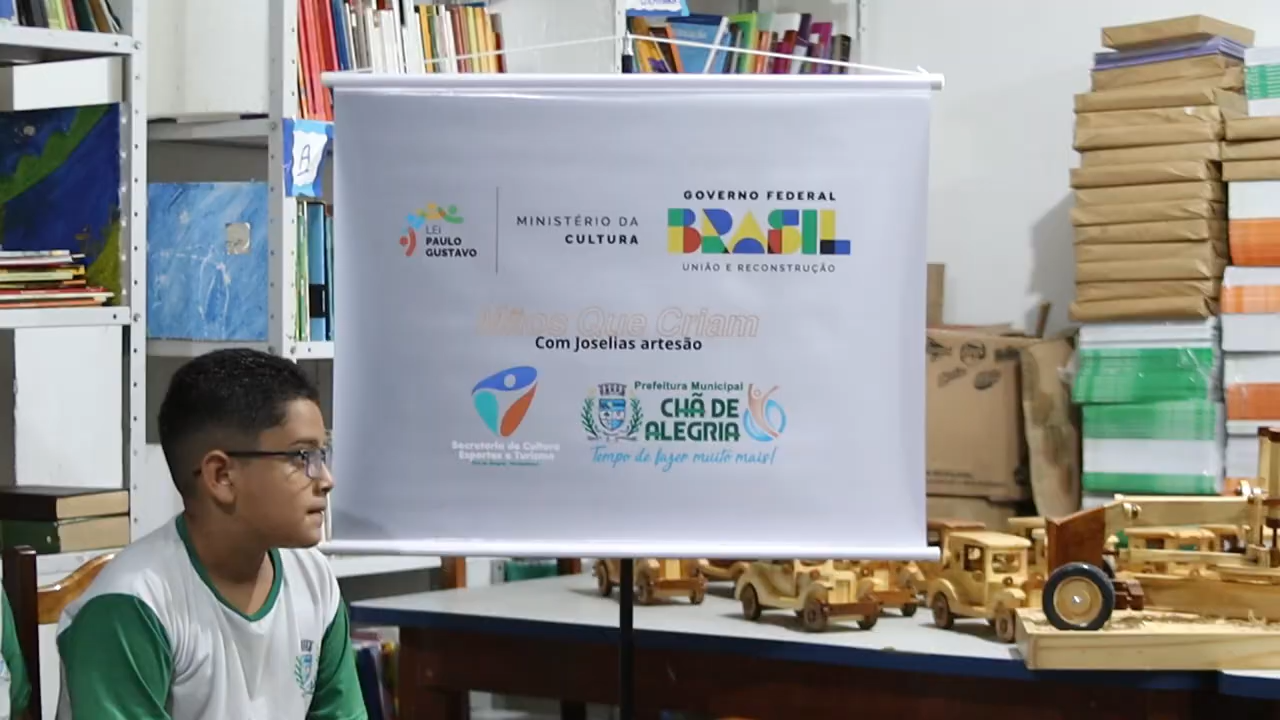 A
LEI
PAULO
GUSTAVO
MINISTÉRIO DA
CULTURA
GOVERNO FEDERAL
BRASIL
UNIÃO E RECONSTRUÇÃO
Mãos Que Criam
Com Joselias artesão
Secretaria de Cultura
Esportes e Turismo
Prefeitura Municipal
CHÃ DE
ALEGRIA
Tempo de fazer muito mais!